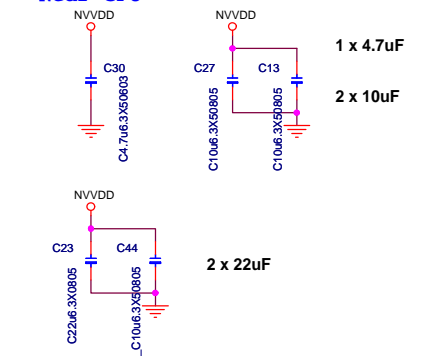 NVVDD
C30
C4.7u6.3X50603
NVVDD
C27
C13
C10u6.3X50805
C10u6.3X50805
1 x 4.7uF
2 x 10uF
NVVDD
C23
C44
C22u6.3X0805
_C10u6.3X50805
2 x 22uF